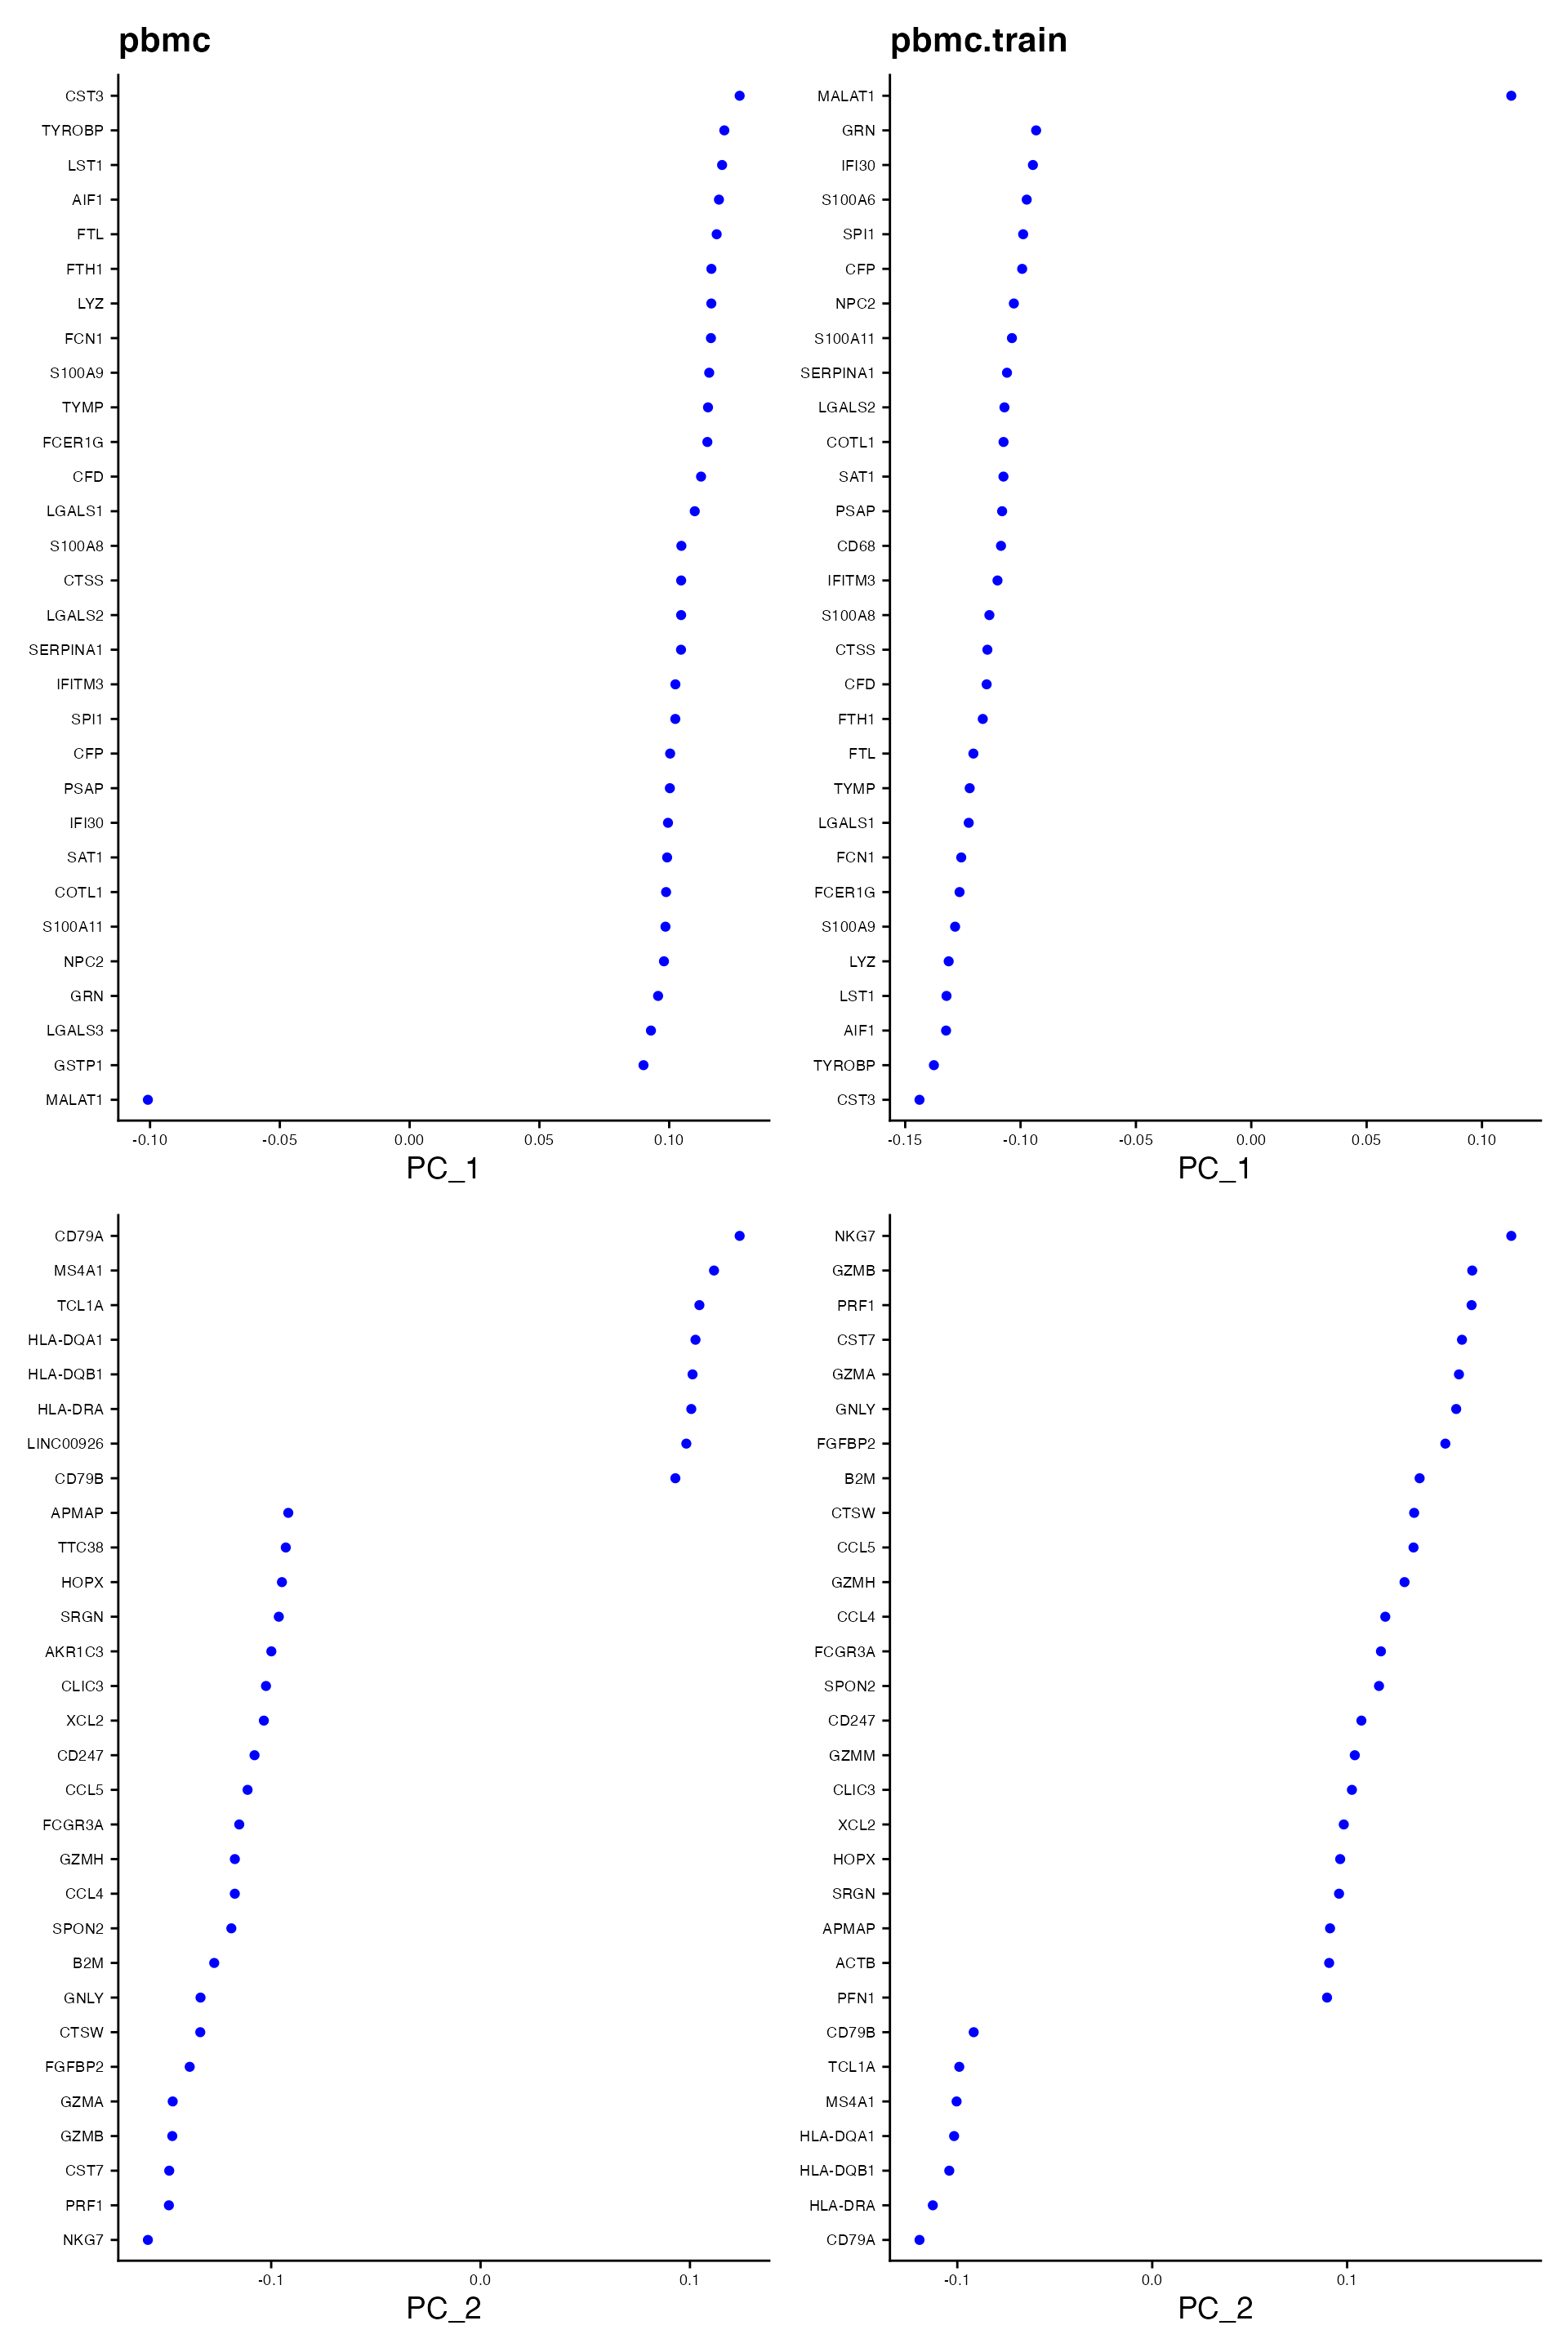 pbmc
CST3
TYROBP
LST1
AIF1
FTL
FTH1
LYZ
FCN1
S100A9
TYMP
FCER1G
CFD
LGALS1
S100A8
CTSS
LGALS2
SERPINA1
IFITM3
SPI1
CFP
PSAP
IFI30
SAT1
COTL1
S100A11
NPC2
GRN
LGALS3
GSTP1
MALAT1
-0.10 -0.05 0.00 0.05 0.10
PC_1
pbmc.train
MALAT1
GRN
IFI30
S100A6
SPI1
CFP
NPC2
S100A11
SERPINA1
LGALS2
COTL1
SAT1
PSAP
CD68
IFITM3
S100A8
CTSS
CFD
FTH1
FTL
TYMP
LGALS1
FCN1
FCER1G
S100A9
LYZ
LST1
AIF1
TYROBP
CST3
-0.15 -0.10 -0.05 0.00 0.05 0.10
PC_1
CD79A
MS4A1
TCL1A
HLA-DQA1
HLA-DQB1
HLA-DRA
LINC00926
CD79B
APMAP
TTC38
HOPX
SRGN
AKR1C3
CLIC3
XCL2
CD247
CCL5
FCGR3A
GZMH
CCL4
SPON2
B2M
GNLY
CTSW
FGFBP2
GZMA
GZMB
CST7
PRF1
NKG7
-0.1 0.0 0.1
PC_2
NKG7
GZMB
PRF1
CST7
GZMA
GNLY
FGFBP2
B2M
CTSW
CCL5
GZMH
CCL4
FCGR3A
SPON2
CD247
GZMM
CLIC3
XCL2
HOPX
SRGN
APMAP
ACTB
PFN1
CD79B
TCL1A
MS4A1
HLA-DQA1
HLA-DQB1
HLA-DRA
CD79A
-0.1 0.0 0.1
PC_2